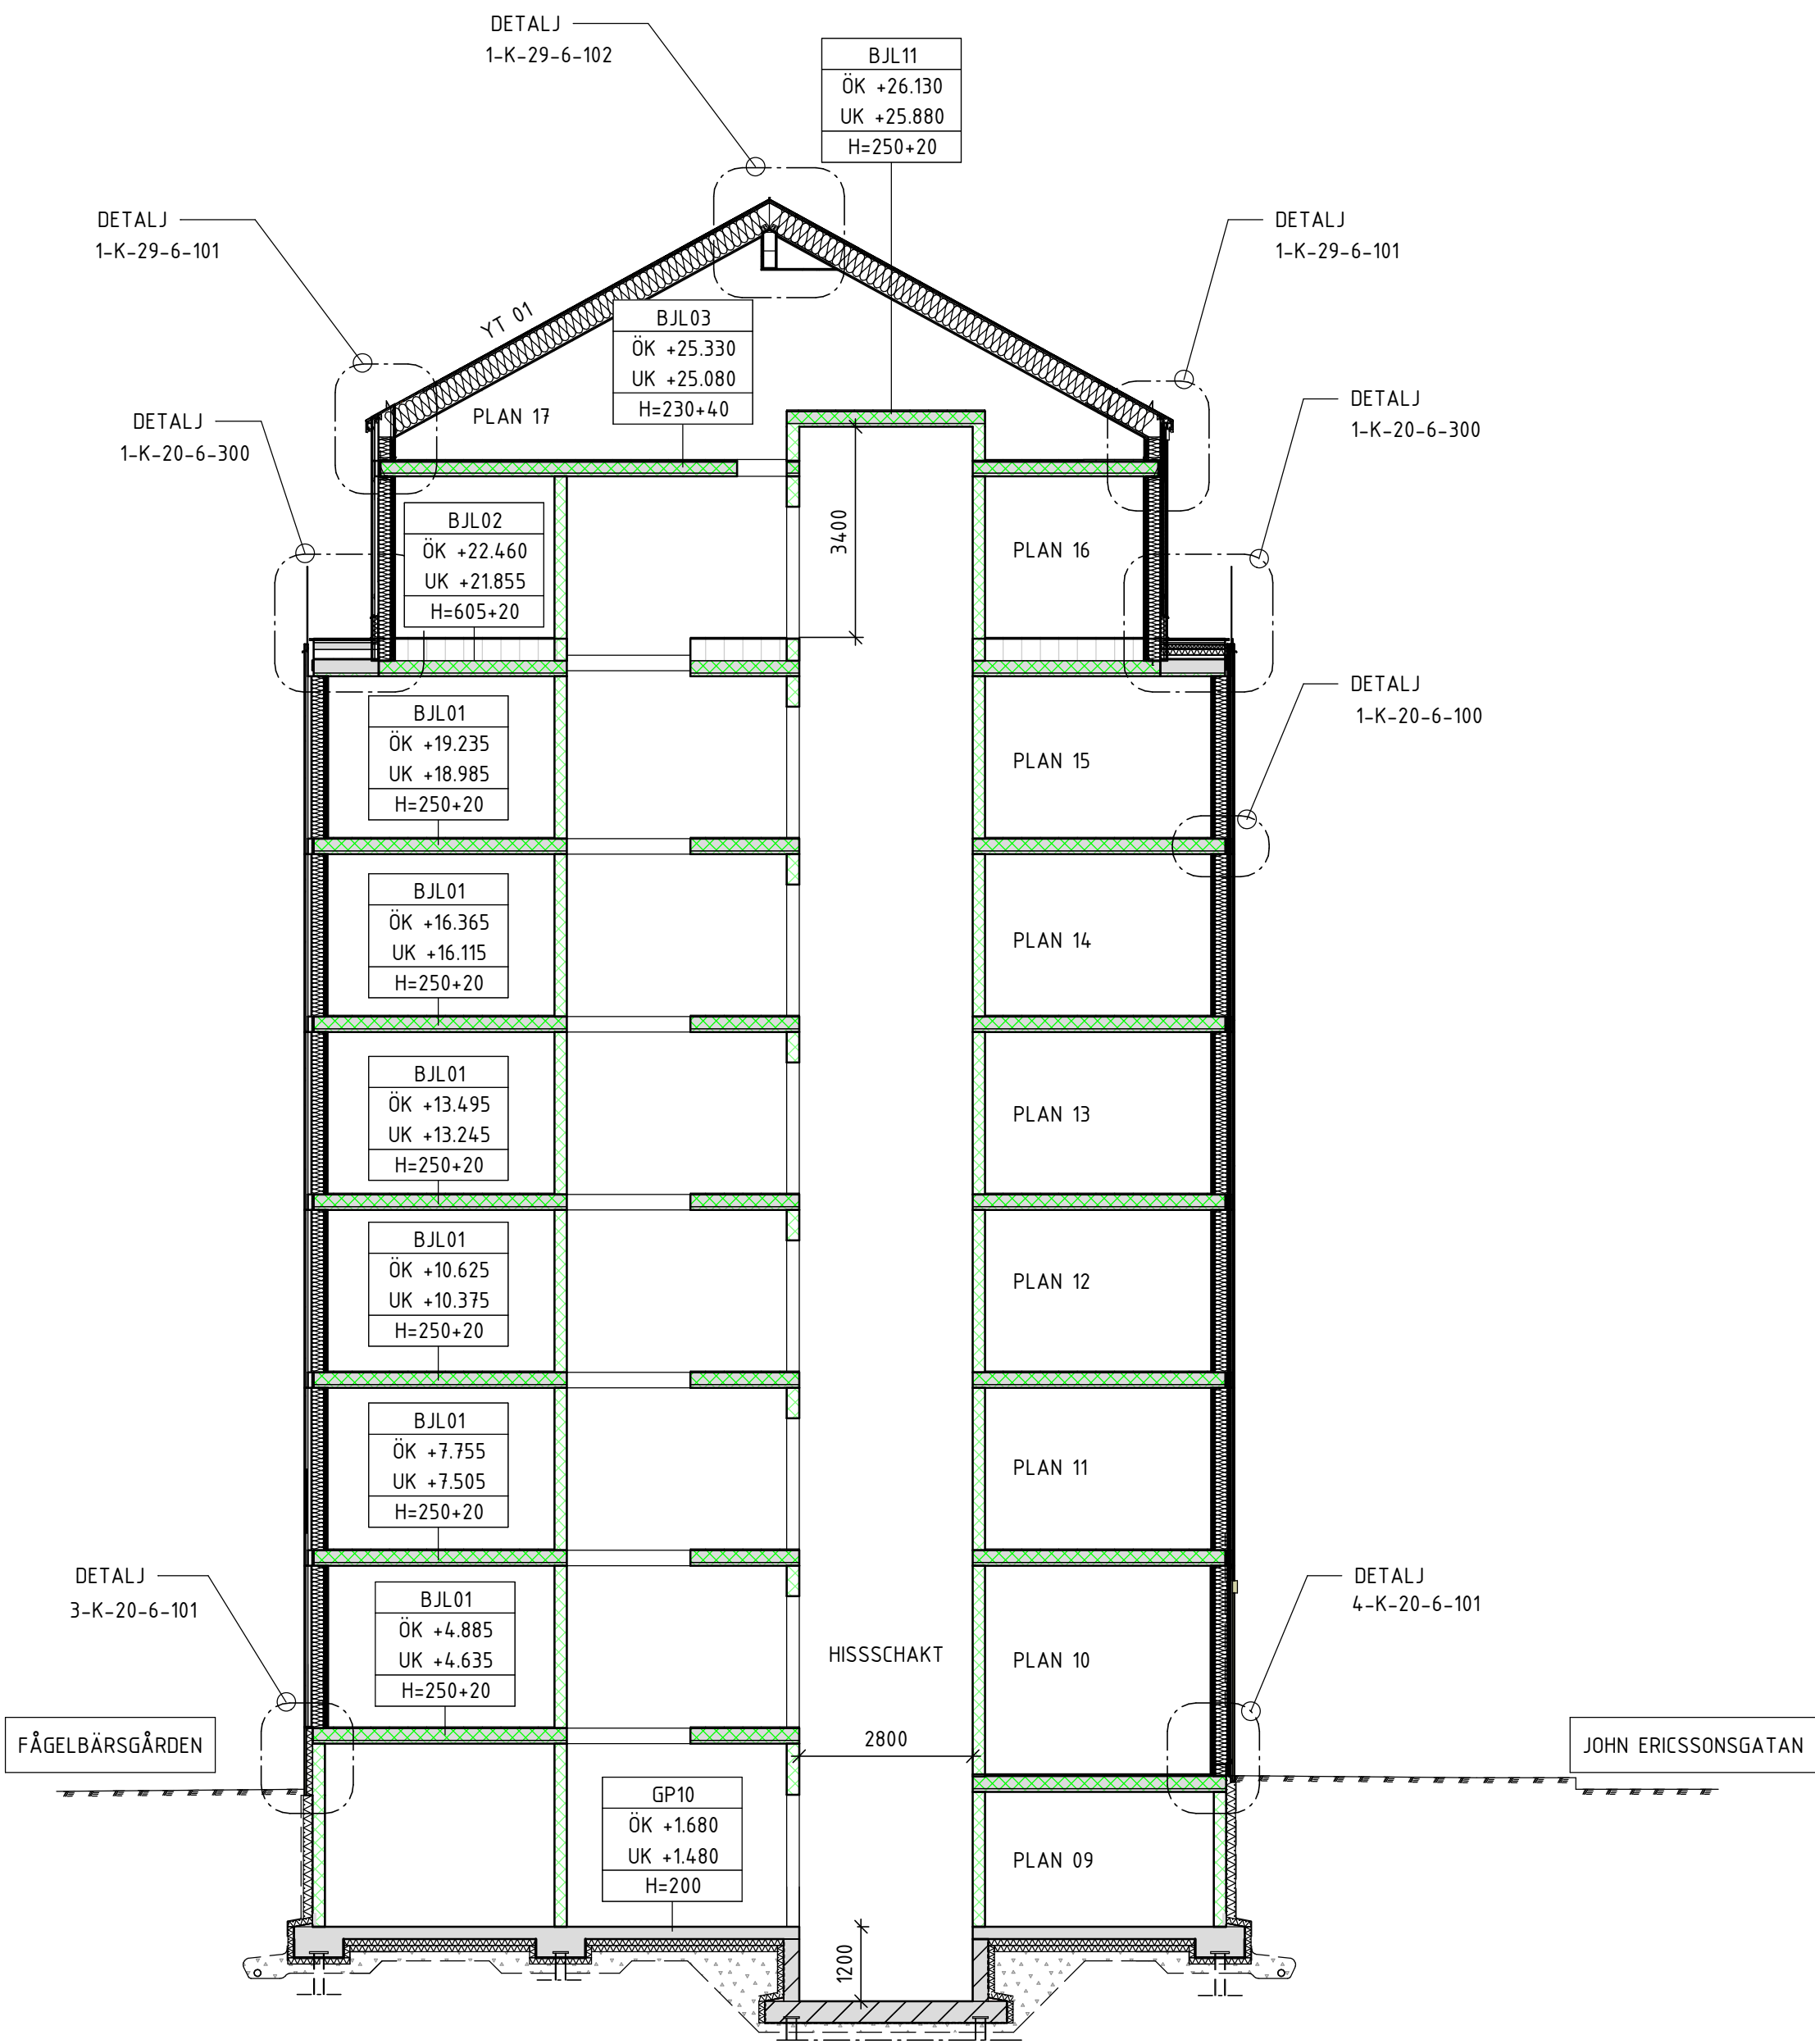 DETALJ
1-K-29-6-102
BJL11
ÖK +26.130
UK +25.880
H=250+20
DETALJ
1-K-29-6-101
DETALJ
1-K-29-6-101
YT 01
BJL03
ÖK +25.330
UK +25.080
H=230+40
PLAN 17
DETALJ
1-K-20-6-300
DETALJ
1-K-20-6-300
BJL02
ÖK +22.460
UK +21.855
H=605+20
3400
PLAN 16
DETALJ
1-K-20-6-100
BJL01
ÖK +19.235
UK +18.985
H=250+20
PLAN 15
BJL01
ÖK +16.365
UK +16.115
H=250+20
PLAN 14
BJL01
ÖK +13.495
UK +13.245
H=250+20
PLAN 13
BJL01
ÖK +10.625
UK +10.375
H=250+20
PLAN 12
BJL01
ÖK +7.755
UK +7.505
H=250+20
PLAN 11
DETALJ
3-K-20-6-101
BJL01
ÖK +4.885
UK +4.635
H=250+20
HISSSCHAKT
PLAN 10
DETALJ
4-K-20-6-101
FÅGELBÄRSGÅRDEN
2800
JOHN ERICSSONSGATAN
GP10
ÖK +1.680
UK +1.480
H=200
PLAN 09
1200